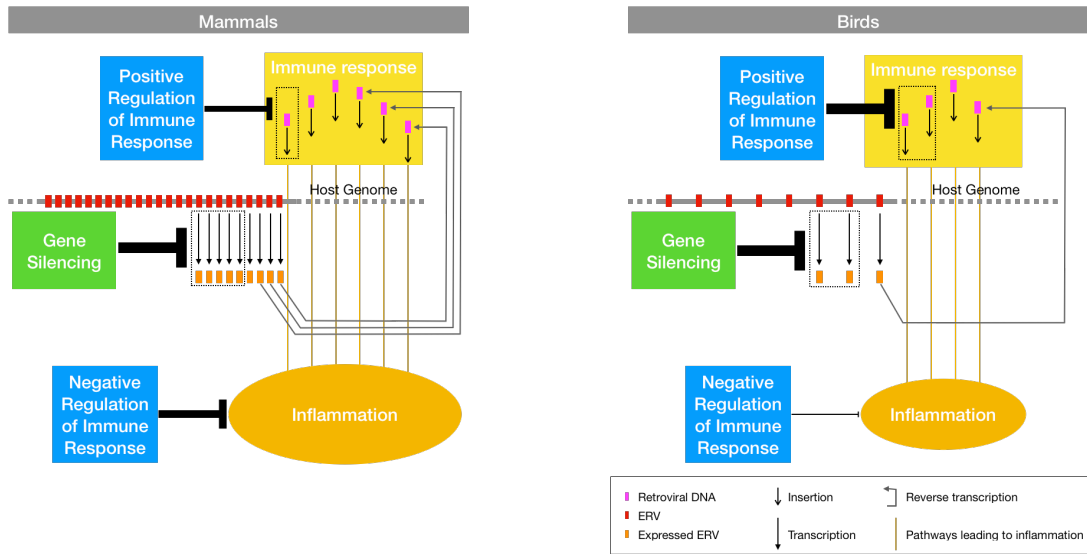 Mammals
Positive
Regulation
of Immune
Response
Immune response
Host Genome
Gene
Silencing
Negative
Regulation
of Immune
Response
Inflammation
Birds
Positive
Regulation
of Immune
Response
Immune response
Host Genome
Gene
Silencing
Negative
Regulation
of Immune
Response
Inflammation
Retroviral DNA
ERV
Expressed ERV
Insertion
Transcription
Reverse transcription
Pathways leading to inflammation